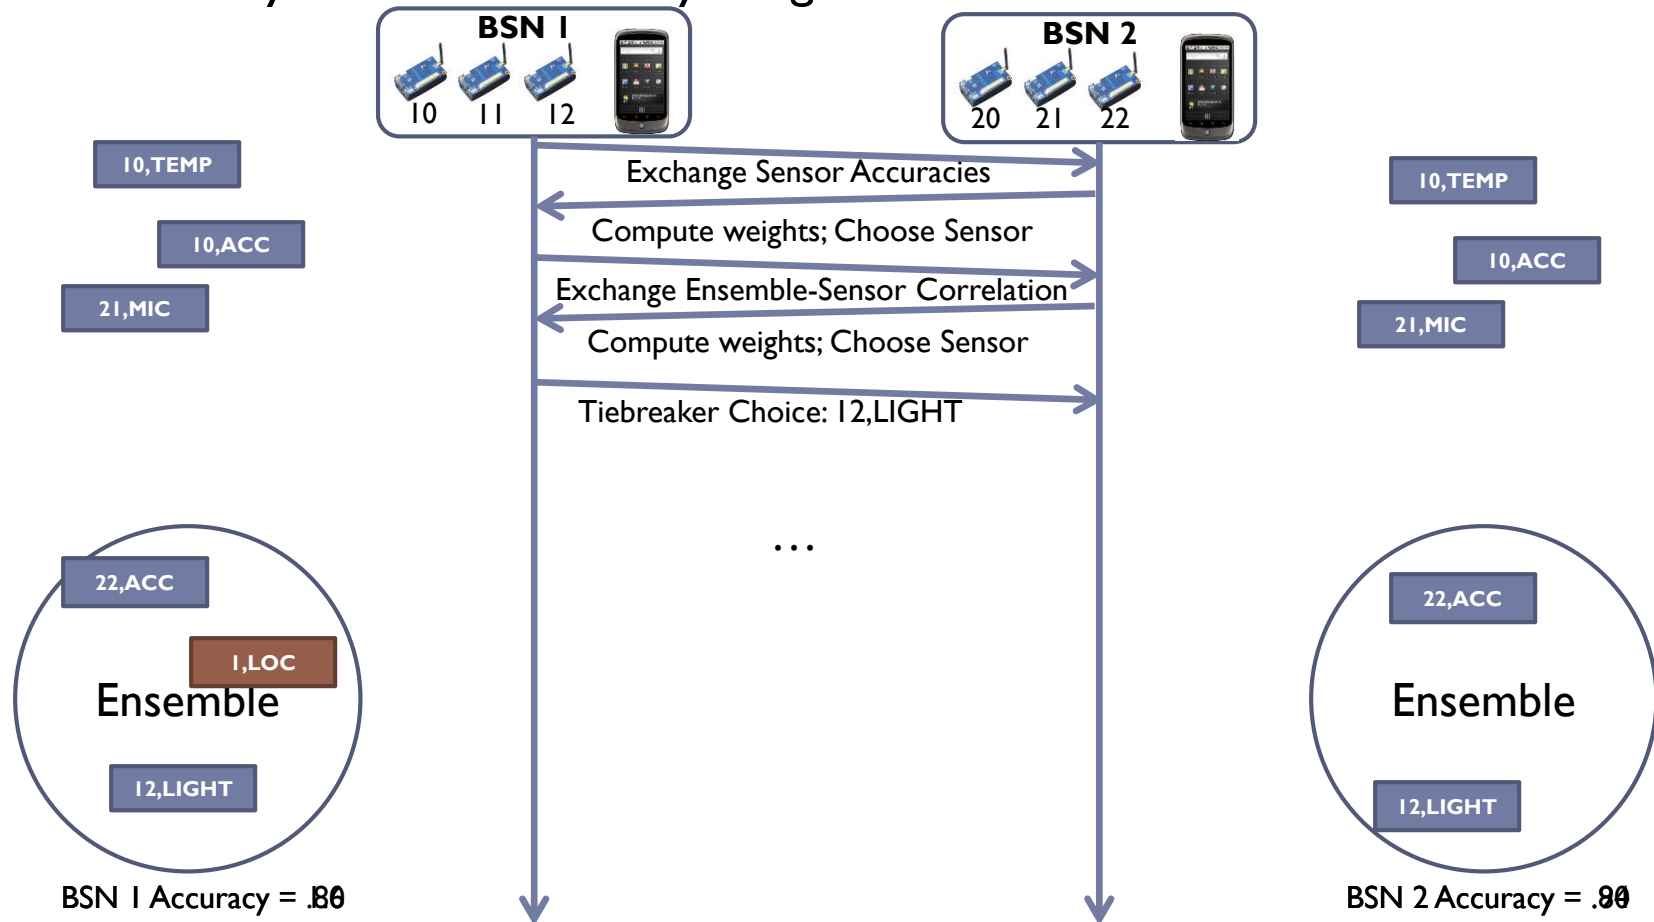 BSN 1
BSN 2
10 11 12
20 21 22
10,TEMP
10,ACC
21,MIC
Exchange Sensor Accuracies
Compute weights; Choose Sensor
Exchange Ensemble-Sensor Correlation
Compute weights; Choose Sensor
Tiebreaker Choice: 12,LIGHT
...
10,TEMP
10,ACC
21,MIC
22,ACC
1,LOC
Ensemble
12,LIGHT
BSN 1 Accuracy =
22,ACC
Ensemble
12,LIGHT
BSN 2 Accuracy =